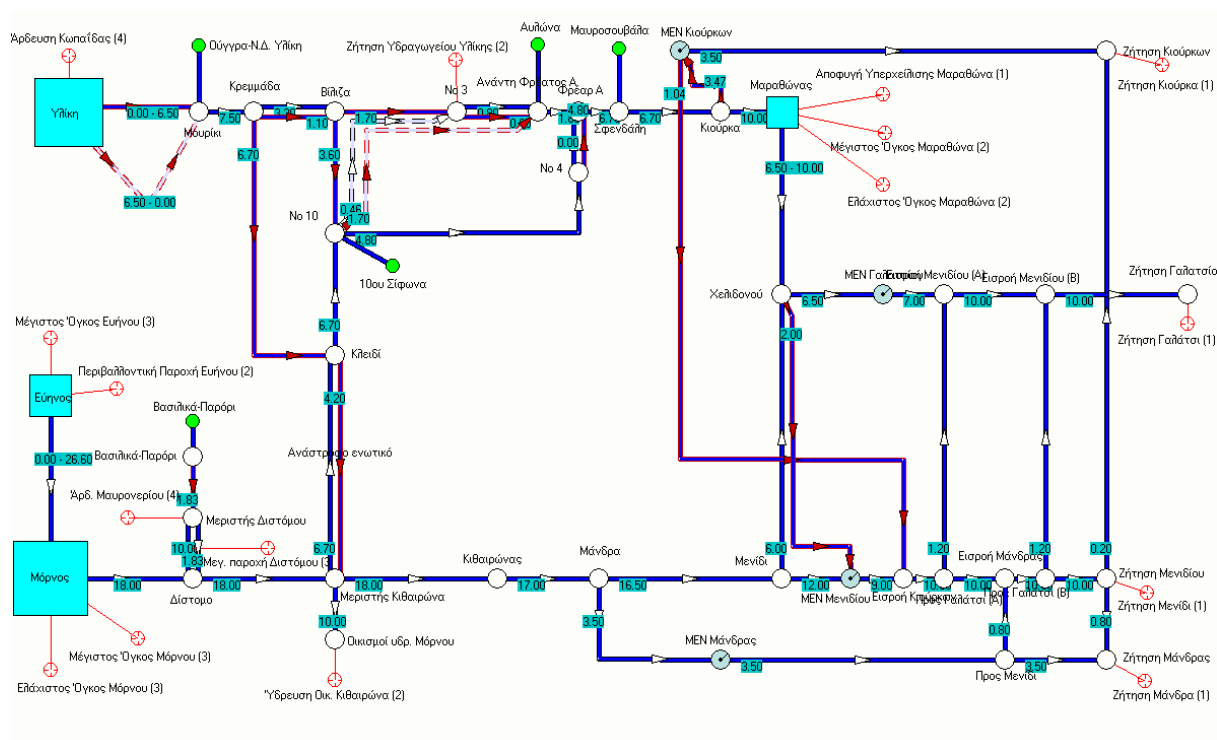 Άρδευση Κωπαΐδας (4)
Ούγγρα-Ν.Δ. Υλίκη
Ζήτηση Υδραγωγείου Υλίκης (2)
Αυλώνα
Μαυροσουβάλα
ΜΕΝ Κιούρκων
Ζήτηση Κιούρκων
Ζήτηση Κιούρκα (1)
3.50
3.47
1.04
Υλίκη
Κρεμμάδα
Βίλιζα
Νο 3
Ανάντη Φρέατος Α
Φρέαρ Α
Μαραθώνας
Αποφυγή Υπερχείλισης Μαραθώνα (1)
0.00 - 6.50
Μουρίκι
7.50
1.10
1.70
4.80
Σφενδάλη
6.70
Κιούρκα
10.00
Μέγιστος Όγκος Μαραθώνα (2)
6.70
3.60
0.00
Νο 4
6.50 - 10.00
6.50 - 0.00
Ελάχιστος Όγκος Μαραθώνα (2)
Νο 10
0.46
1.70
4.80
10ου Σίφωνα
Χελιδονού
6.50
ΜΕΝ
7.00
Εισροή Μενιδίου (Α)
10.00
Εισροή Μενιδίου (Β)
10.00
Ζήτηση Γαλατσίο
Ζήτηση Γαλάτσι (1)
2.00
Μέγιστος Όγκος Ευήνου (3)
6.70
Κλειδί
Περιβαλλοντική Παροχή Ευήνου (2)
Εύηνος
4.20
Βασιλικά-Παρόρι
Βασιλικά-Παρόρι
0.00 - 26.60
Ανάστροφο ενωτικό
Άρδ. Μαυρονερίου (4)
1.83
Μεριστής Διστόμου
10.00
1.83
Μεγ. παροχή Διστόμου (3
6.70
Κιθαιρώνας
Μάνδρα
6.00
Μενίδι
1.20
Εισροή Μάνδρας
1.20
0.20
Μόρνος
18.00
Δίστομο
18.00
Μεριστής Κιθαιρώνα
18.00
17.00
16.50
12.00
ΜΕΝ Μενιδίου
9.00
Εισροή Κιούρκων
10.00
Προς Γαλάτσι (Α)
10.00
Προς Γαλάτσι (Β)
10.00
Ζήτηση Μενιδίου
Ζήτηση Μενίδι (1)
10.00
Οικισμοί υδρ. Μόρνου
3.50
0.80
0.80
Μέγιστος Όγκος Μόρνου (3)
ΜΕΝ Μάνδρας
3.50
Προς Μενίδι
3.50
Ζήτηση Μάνδρας
Ζήτηση Μάνδρα (1)
Ελάχιστος Όγκος Μόρνου (3)
Ύδρευση Οικ. Κιθαιρώνα (2)